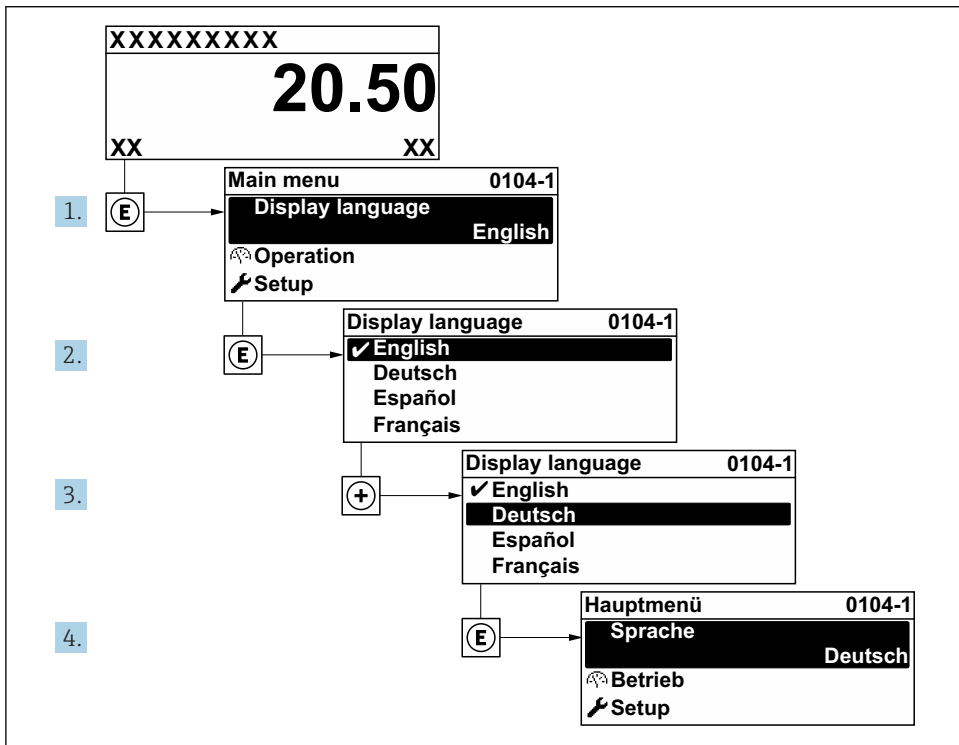 XXXXXXXXX
20.50
XX XX
1. E
Main menu 0104-1
Display language
English
Operation
Setup
2. E
Display language 0104-1
✔English
Deutsch
Español
Français
3. +
Display language 0104-1
✔English
Deutsch
Español
Français
4. E
Hauptmenü 0104-1
Sprache
Deutsch
Betrieb
Setup